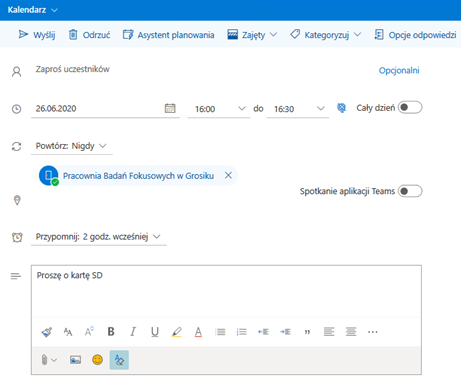 Kalendarz
Wyślij Odrzuć Asystent planowania Zajęty Kategoryzuj Opcje odpowiedzi
Zaproś uczestników Opcjonalni
26.06.2020 16:00 do 16:30 Cały dzień
Powtórz: Nigdy
Pracownia Badań Fokusowych w Grosiku
Spotkanie aplikacji Teams
Przypomnij: 2 godz. wcześniej
Proszę o kartę SD